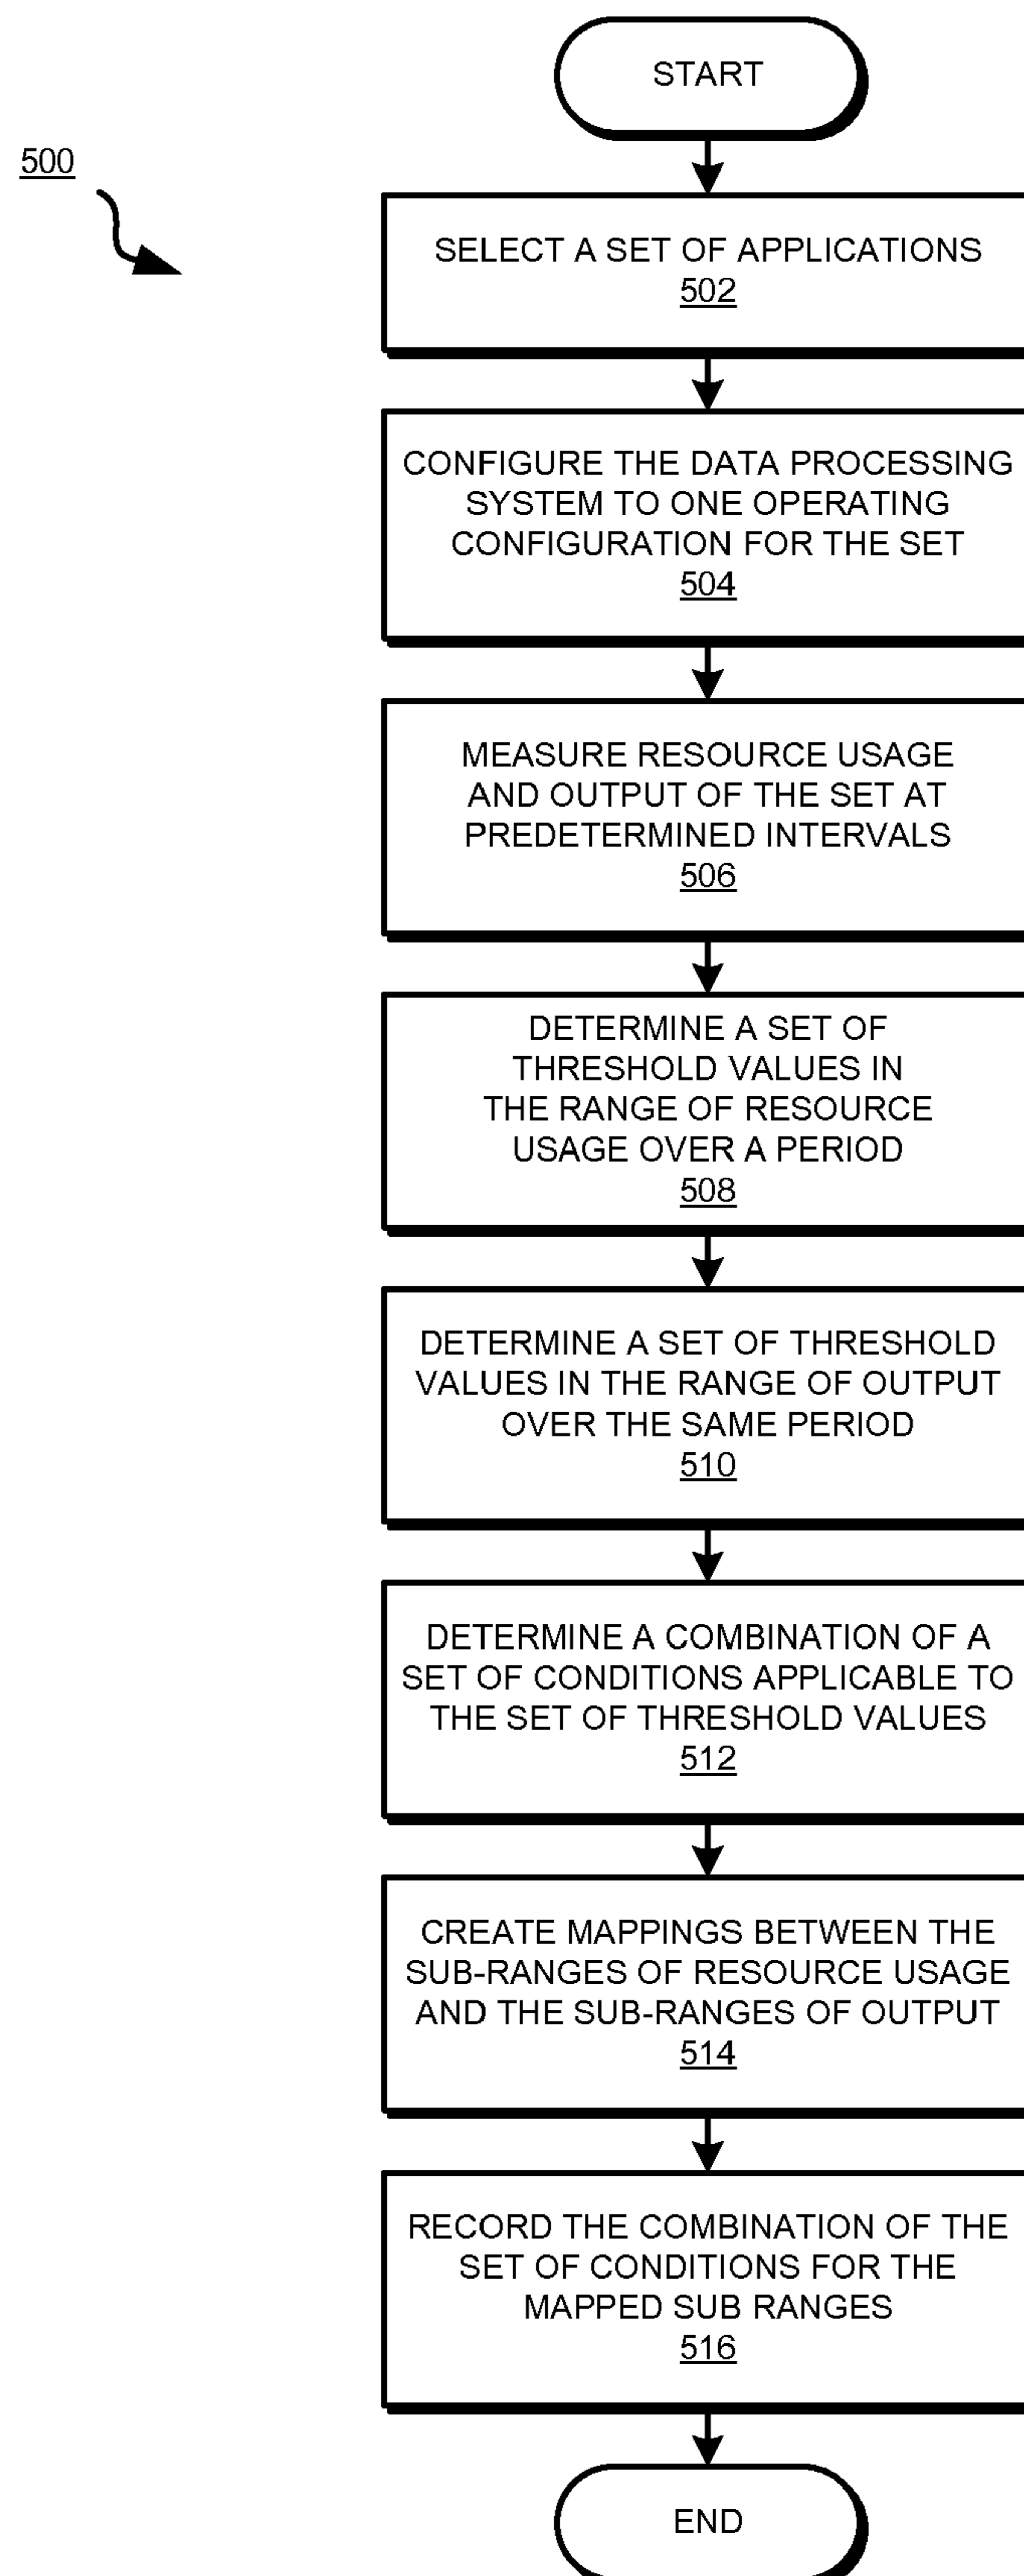 START
500
SELECT A SET OF APPLICATIONS
502
CONFIGURE THE DATA PROCESSING
SYSTEM TO ONE OPERATING
CONFIGURATION FOR THE SET
504
MEASURE RESOURCE USAGE
AND OUTPUT OF THE SET AT
PREDETERMINED INTERVALS
506
DETERMINE A SET OF
THRESHOLD VALUES IN
THE RANGE OF RESOURCE
USAGE OVER A PERIOD
508
DETERMINE A SET OF THRESHOLD
VALUES IN THE RANGE OF OUTPUT
OVER THE SAME PERIOD
510
DETERMINE A COMBINATION OF A
SET OF CONDITIONS APPLICABLE TO
THE SET OF THRESHOLD VALUES
512
CREATE MAPPINGS BETWEEN THE
SUB-RANGES OF RESOURCE USAGE
AND THE SUB-RANGES OF OUTPUT
514
RECORD THE COMBINATION OF THE
SET OF CONDITIONS FOR THE
MAPPED SUB RANGES
516
END